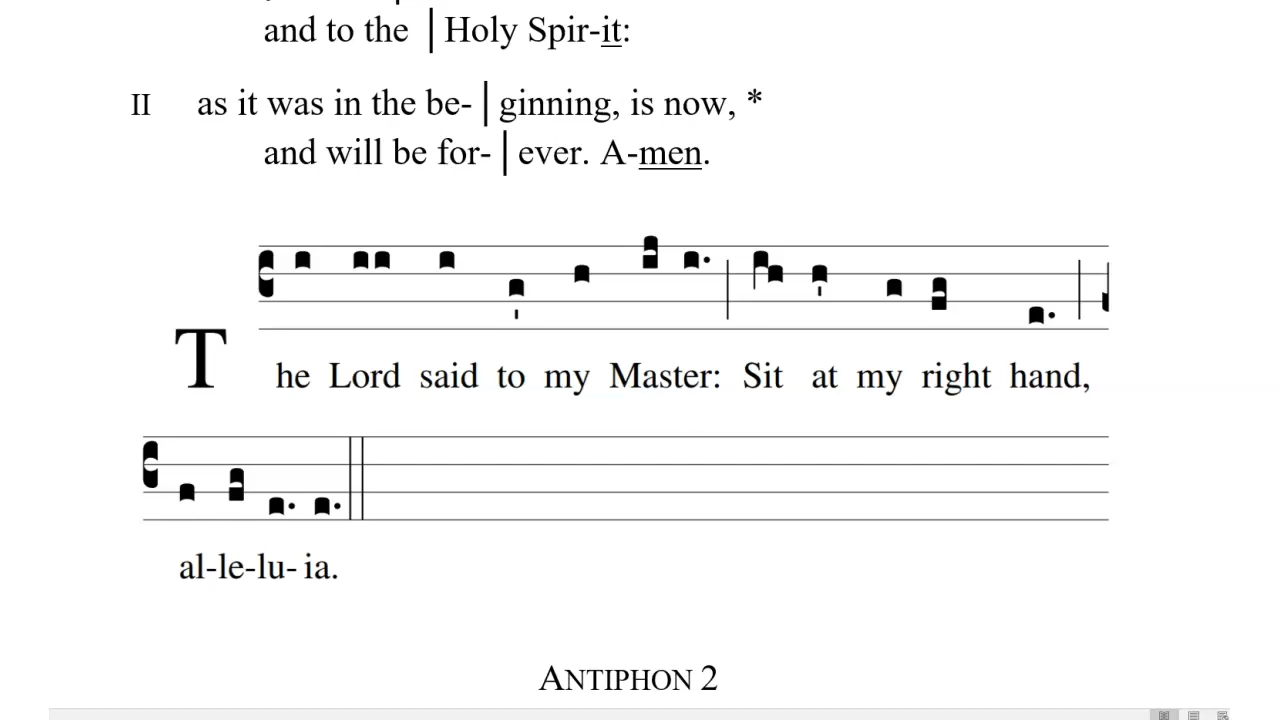 and to the | Holy Spir-it:
II as it was in the be- | ginning, is now, *
and will be for- | ever. A-men.
The Lord said to my Master: Sit at my right hand,
al-le-lu- ia.
ANTIPHON 2